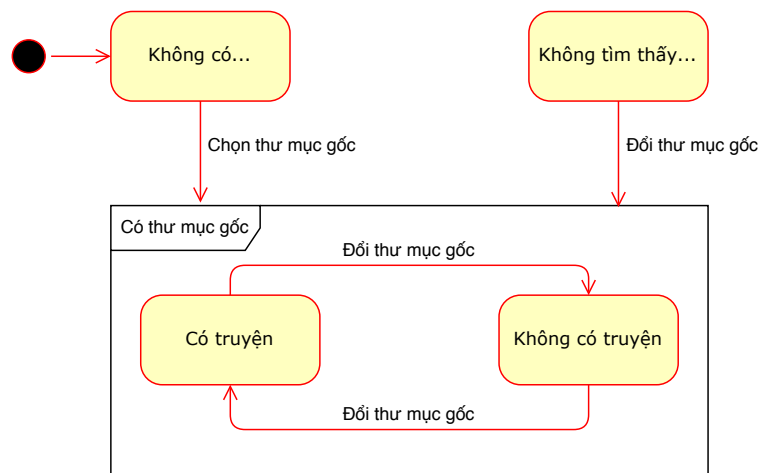 Không có...
Không tìm thấy...
Chọn thư mục gốc
Đổi thư mục gốc
Có thư mục gốc
Đổi thư mục gốc
Có truyện
Không có truyện
Đổi thư mục gốc